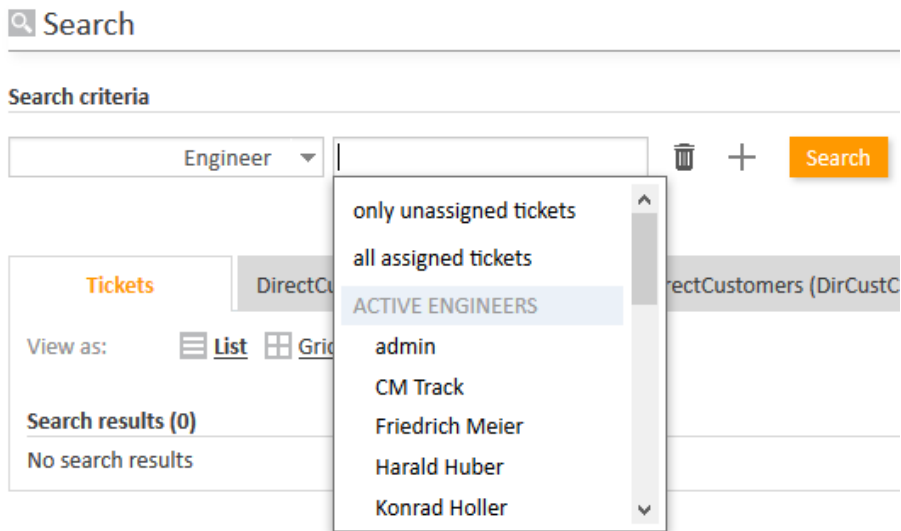 Search
Search criteria
Engineer
Search
only unassigned tickets
all assigned tickets
ACTIVE ENGINEERS
admin
CM Track
Friedrich Meier
Harald Huber
Konrad Holler
Tickets
DirectCu
rectCustomers (DirCustC
View as: List Grid
Search results (0)
No search results